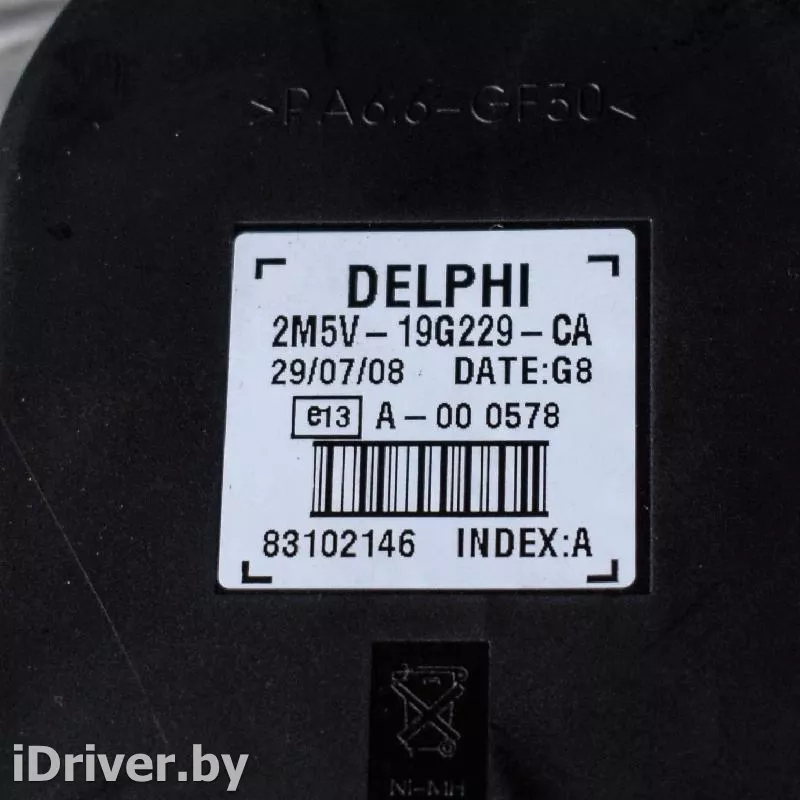 >PA6.6-GF30<
DELPHI
2M5V-19G229-CA
29/07/08 DATE:G8
e13 A-00 0578
83102146 INDEX:A
Ni-MH
iDriver.by